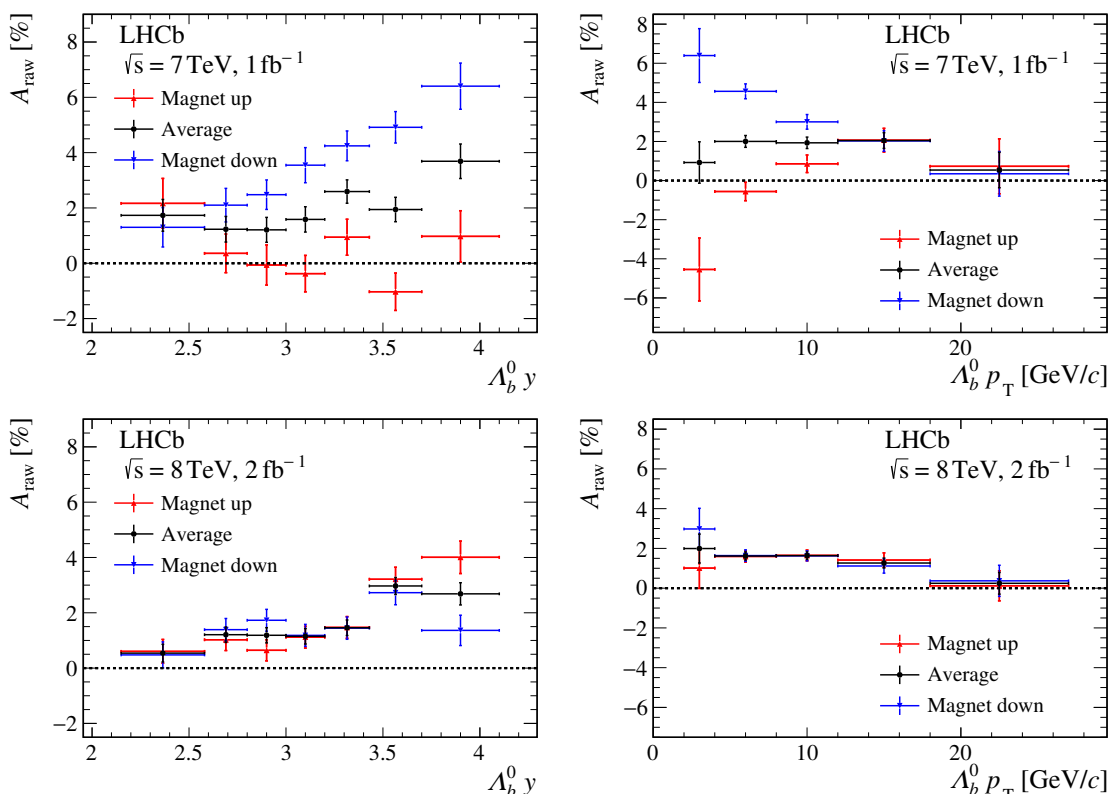 A_raw [%]
LHCb
√s = 7 TeV, 1 fb⁻¹
Magnet up
Average
Magnet down
8
6
4
2
0
−2
2 2.5 3 3.5 4
Λ_b^0 y
A_raw [%]
LHCb
√s = 7 TeV, 1 fb⁻¹
Magnet up
Average
Magnet down
8
6
4
2
0
−2
−4
−6
0 10 20
Λ_b^0 p_T [GeV/c]
A_raw [%]
LHCb
√s = 8 TeV, 2 fb⁻¹
Magnet up
Average
Magnet down
8
6
4
2
0
−2
2 2.5 3 3.5 4
Λ_b^0 y
A_raw [%]
LHCb
√s = 8 TeV, 2 fb⁻¹
Magnet up
Average
Magnet down
8
6
4
2
0
−2
−4
−6
0 10 20
Λ_b^0 p_T [GeV/c]